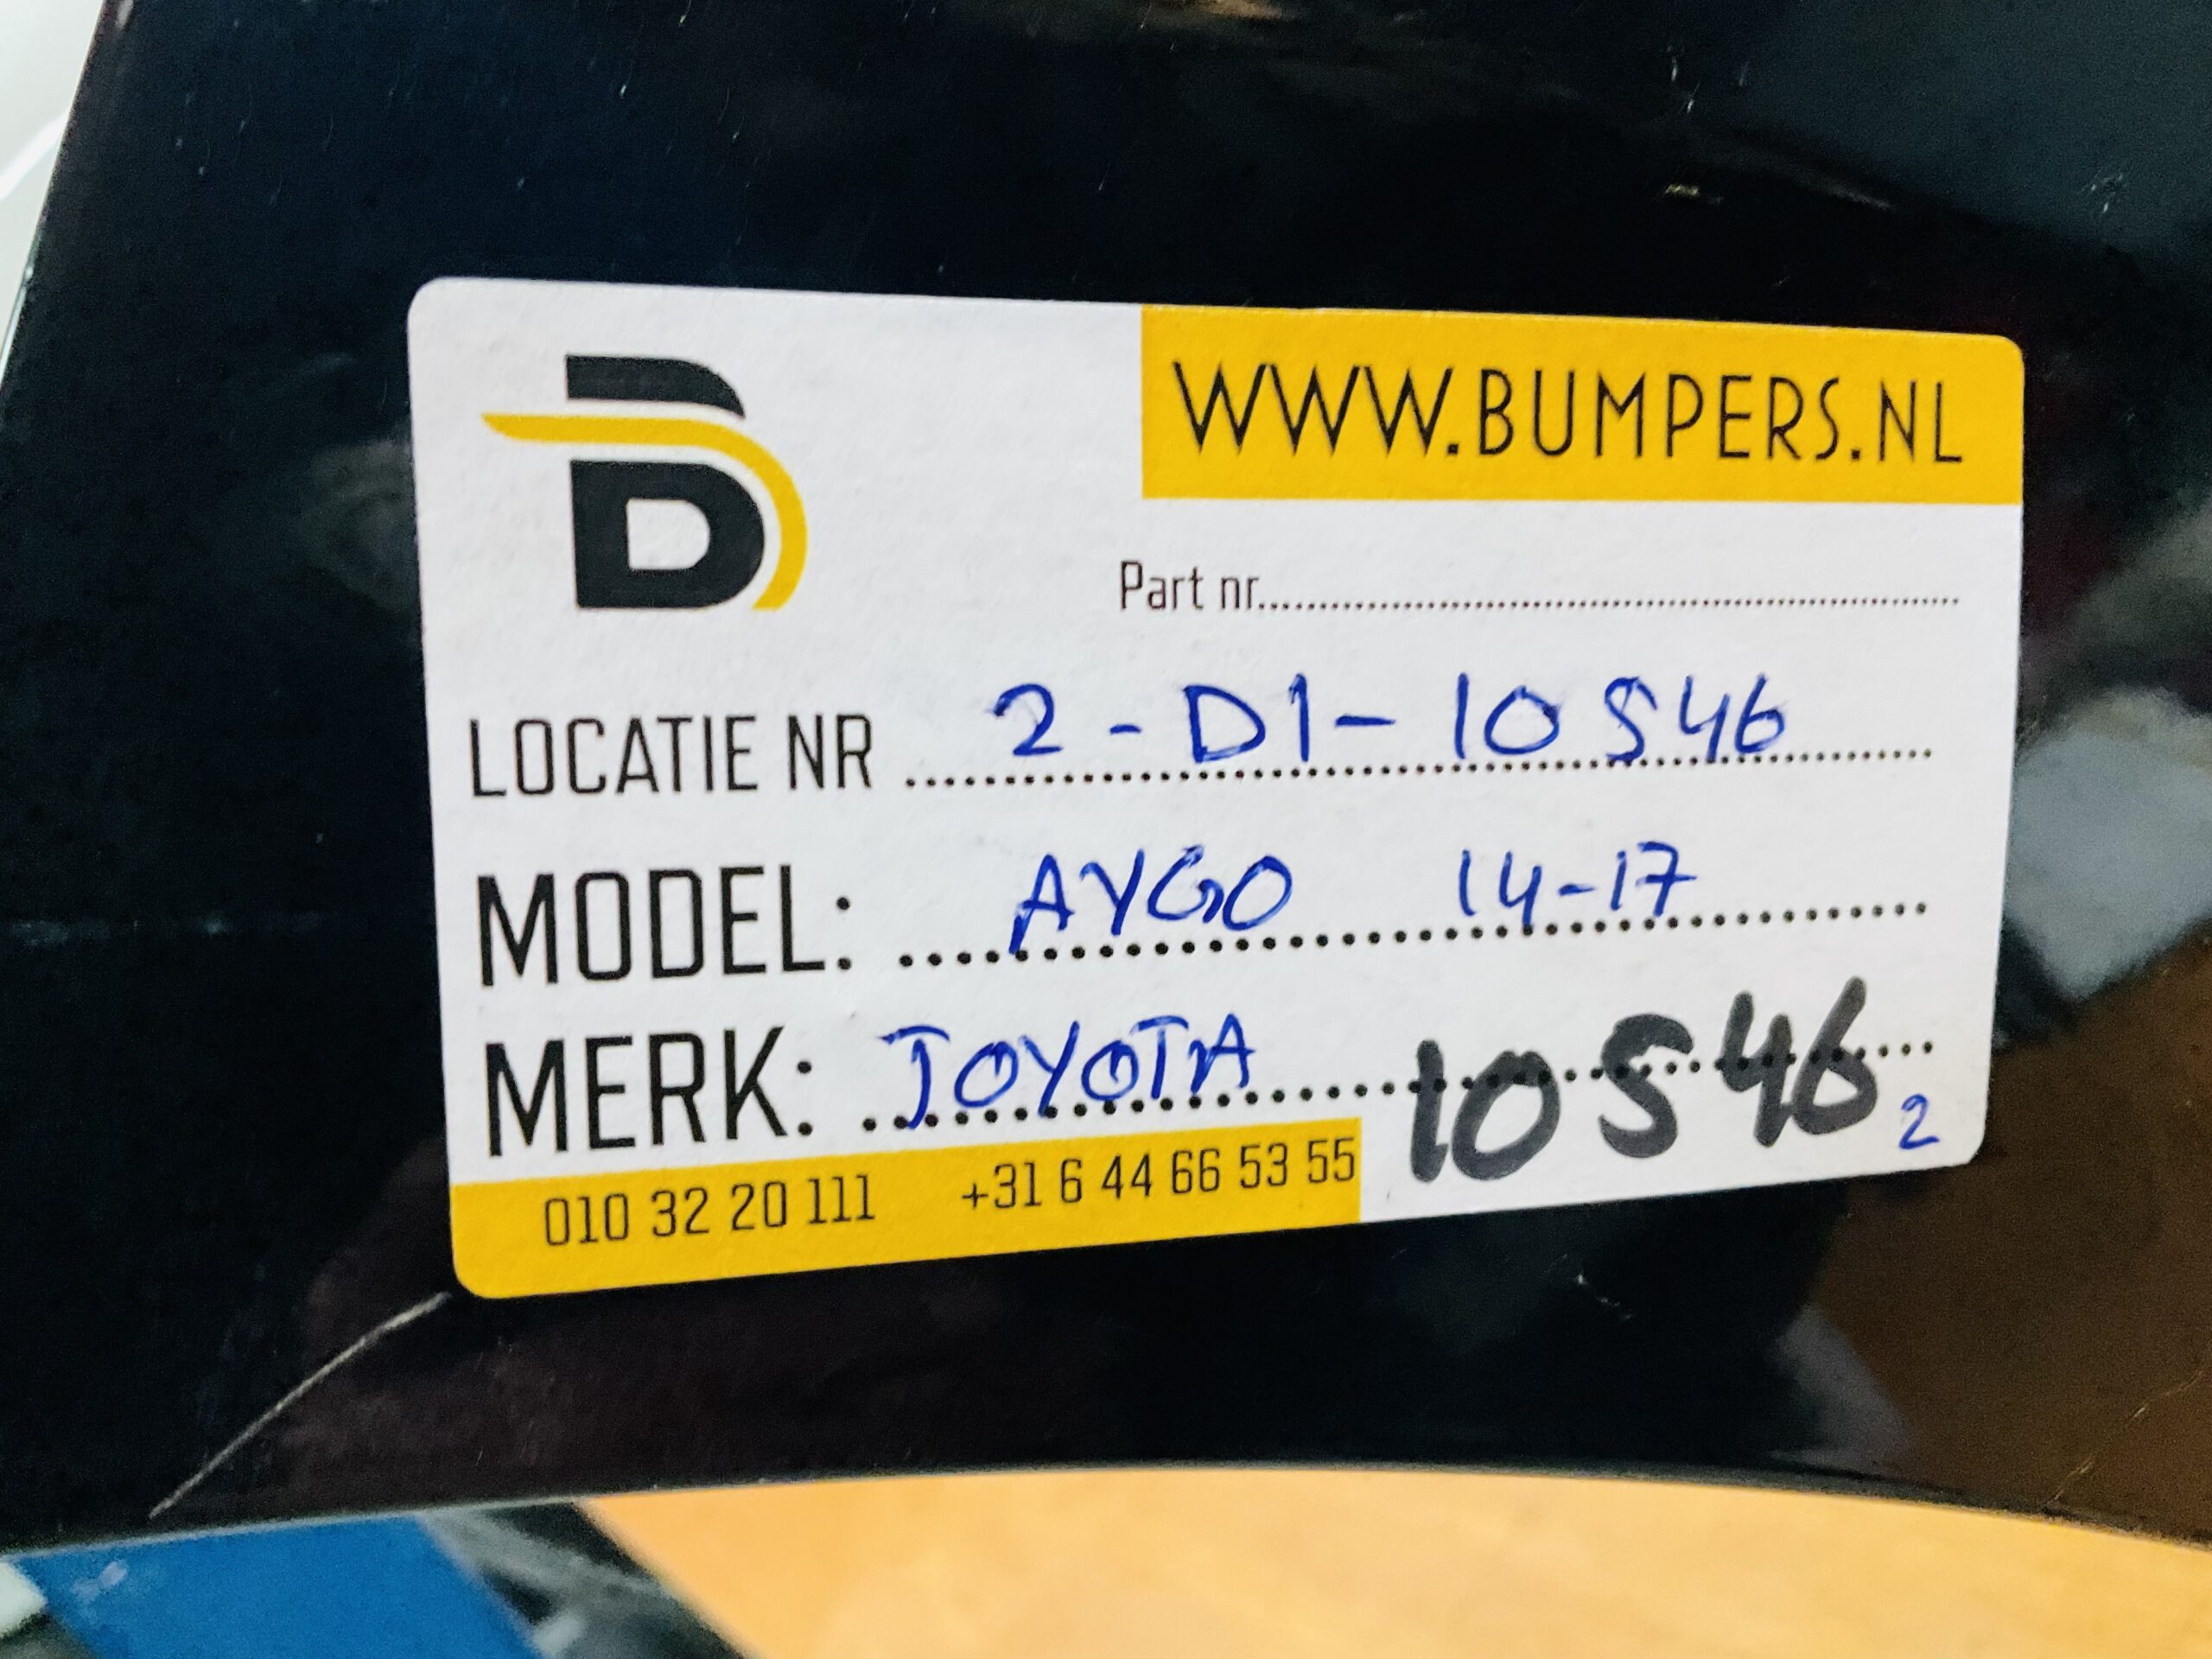 WWW.BUMPERS.NL
Part nr
LOCATIE NR 2-D1-10S46
MODEL: AYGO 14-17
MERK: TOYOTA 10S46
2
010 32 20 111 +31 6 44 66 53 55